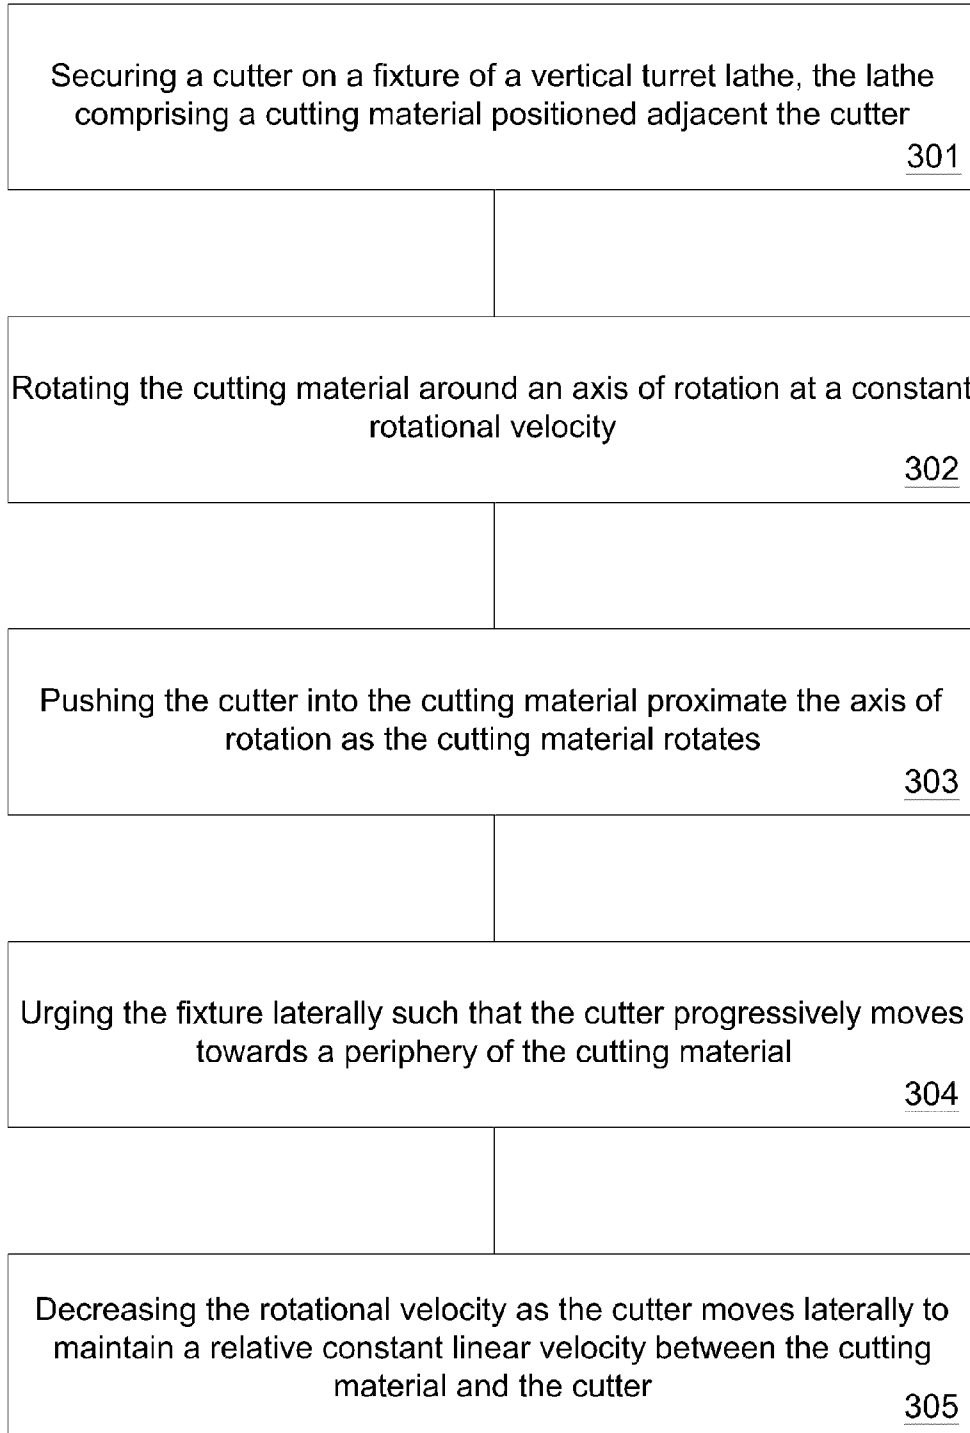 Securing a cutter on a fixture of a vertical turret lathe, the lathe
comprising a cutting material positioned adjacent the cutter
301
Rotating the cutting material around an axis of rotation at a constant
rotational velocity
302
Pushing the cutter into the cutting material proximate the axis of
rotation as the cutting material rotates
303
Urging the fixture laterally such that the cutter progressively moves
towards a periphery of the cutting material
304
Decreasing the rotational velocity as the cutter moves laterally to
maintain a relative constant linear velocity between the cutting
material and the cutter
305